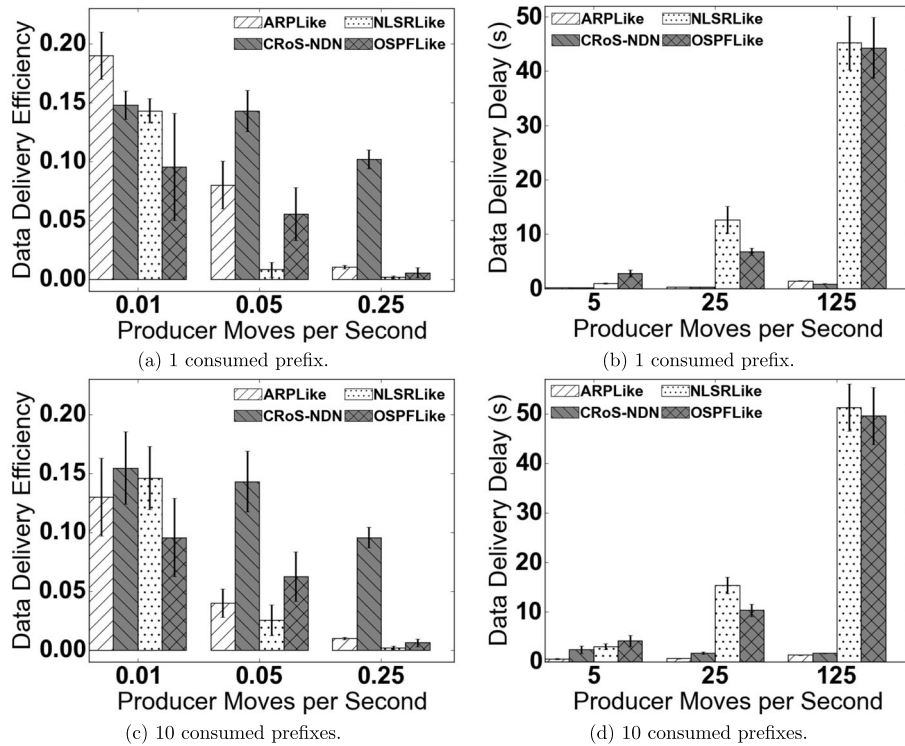 ARPLike NLSRLike
CRoS-NDN OSPFLike
Data Delivery Efficiency
0.20
0.15
0.10
0.05
0.00
0.01 0.05 0.25
Producer Moves per Second
(a) 1 consumed prefix.
ARPLike NLSRLike
CRoS-NDN OSPFLike
Data Delivery Delay (s)
50
40
30
20
10
0
5 25 125
Producer Moves per Second
(b) 1 consumed prefix.
ARPLike NLSRLike
CRoS-NDN OSPFLike
Data Delivery Efficiency
0.20
0.15
0.10
0.05
0.00
0.01 0.05 0.25
Producer Moves per Second
(c) 10 consumed prefixes.
ARPLike NLSRLike
CRoS-NDN OSPFLike
Data Delivery Delay (s)
50
40
30
20
10
0
5 25 125
Producer Moves per Second
(d) 10 consumed prefixes.